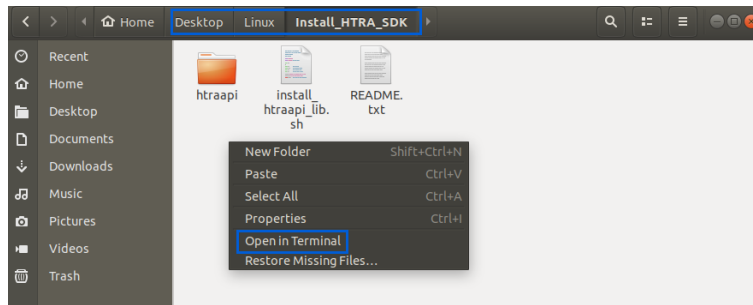 Home Desktop Linux Install_HTRA_SDK
Recent
Home
Desktop
Documents
Downloads
Music
Pictures
Videos
Trash
htraapi
install_
htraapi_lib.
sh
README.
txt
New Folder Shift+Ctrl+N
Paste Ctrl+V
Select All Ctrl+A
Properties Ctrl+I
Open in Terminal
Restore Missing Files...